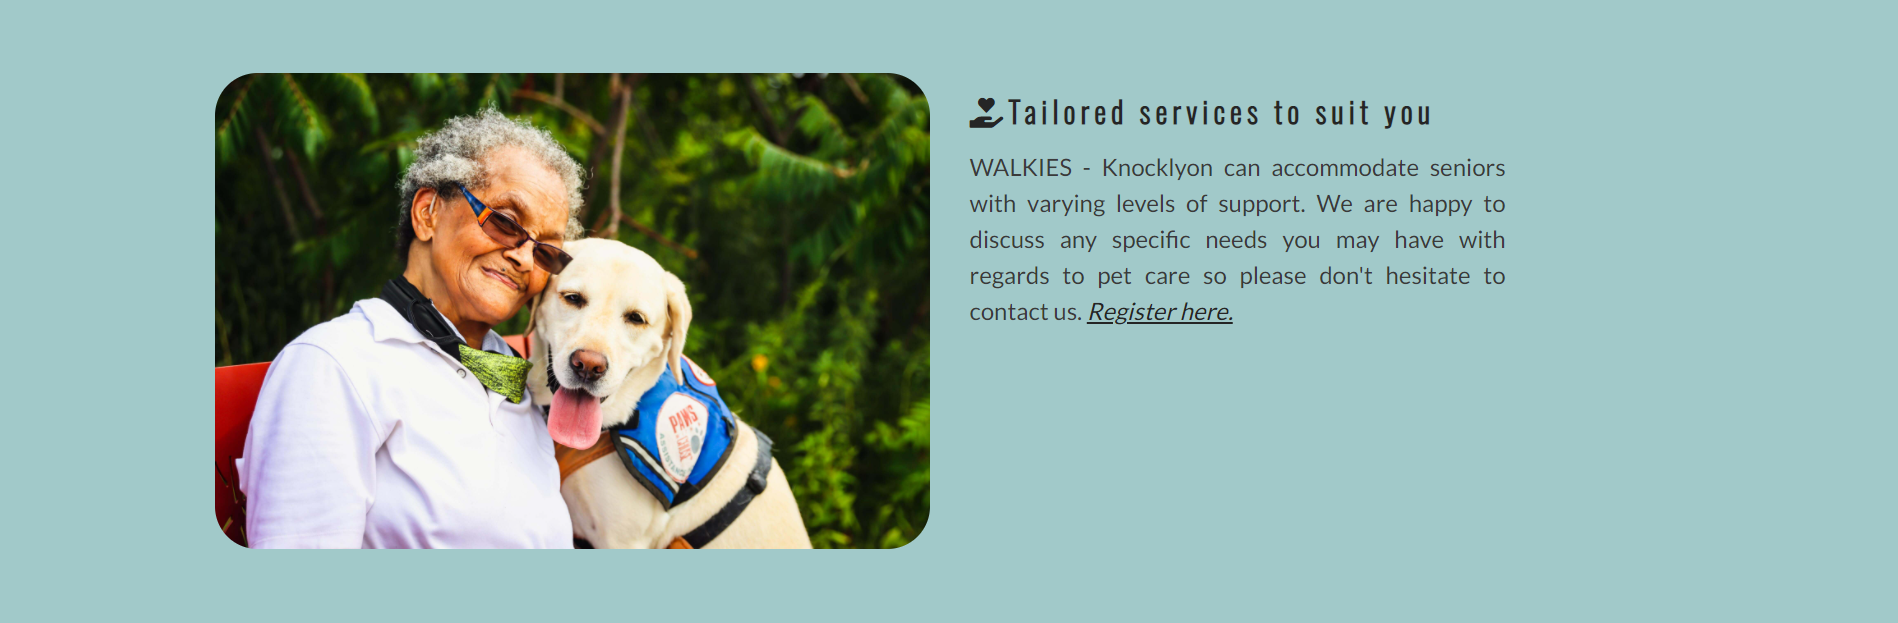 Tailored services to suit you
WALKIES - Knocklyon can accommodate seniors
with varying levels of support. We are happy to
discuss any specific needs you may have with
regards to pet care so please don't hesitate to
contact us. Register here.
PAWS
ASSISTANCE